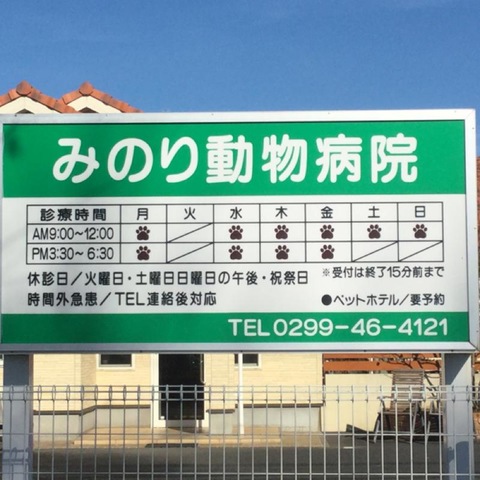 みのり動物病院
診療時間 月 火 水 木 金 土 日
AM9:00~12:00
PM3:30~6:30
休診日/火曜日・土曜日日曜日の午後・祝祭日 ※受付は終了15分前まで
時間外急患/TEL連絡後対応 ●ペットホテル/要予約
TEL0299-46-4121